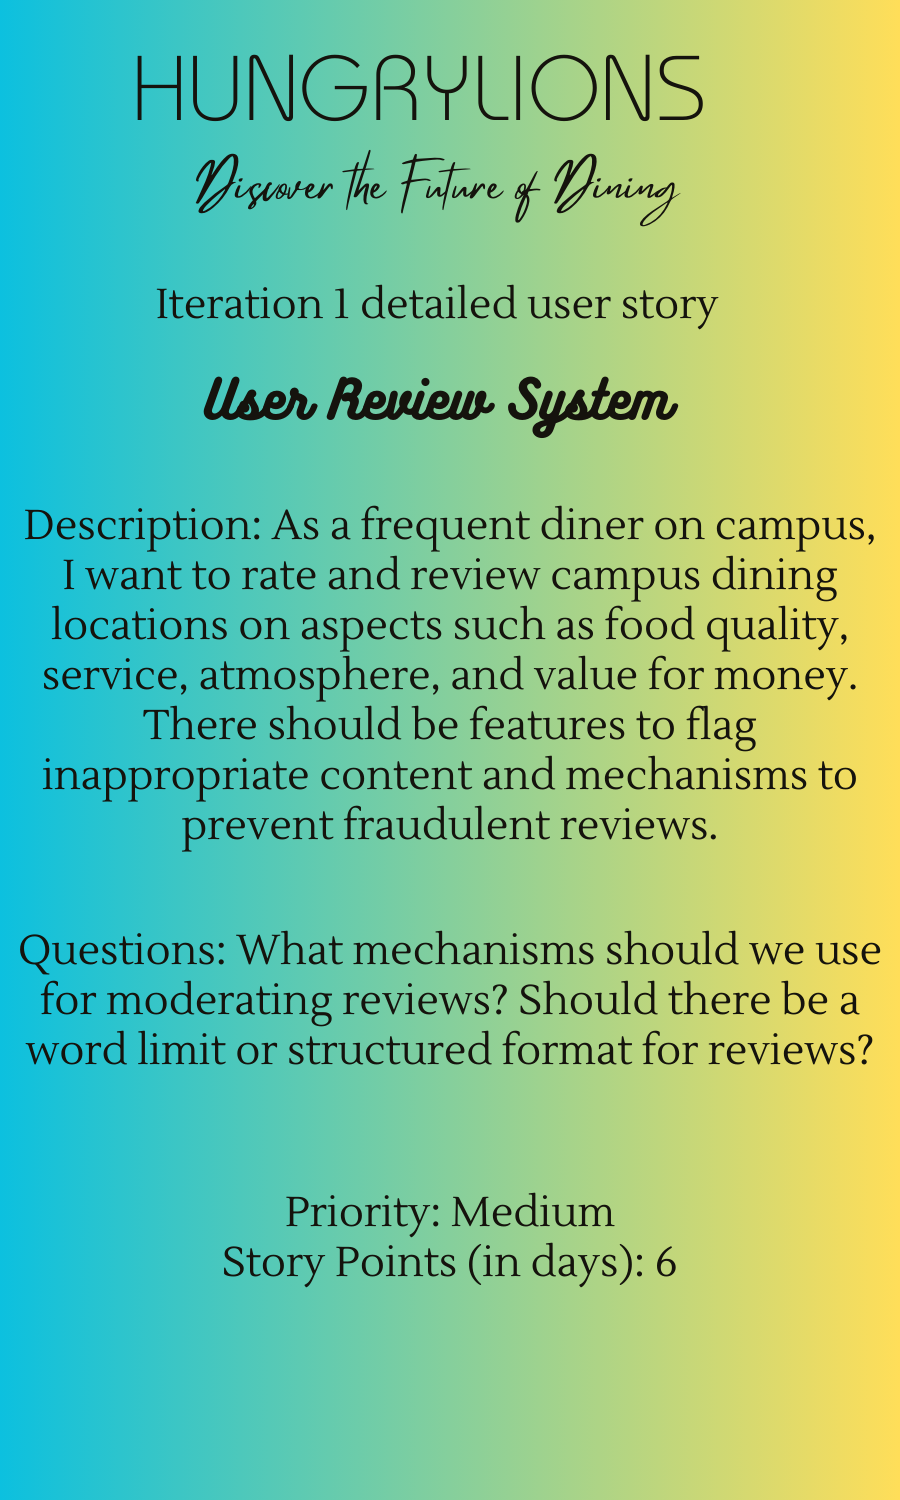 HUNGRYLIONS
Discover the Future of Dining
Iteration 1 detailed user story
User Review System
Description: As a frequent diner on campus,
I want to rate and review campus dining
locations on aspects such as food quality,
service, atmosphere, and value for money.
There should be features to flag
inappropriate content and mechanisms to
prevent fraudulent reviews.
Questions: What mechanisms should we use
for moderating reviews? Should there be a
word limit or structured format for reviews?
Priority: Medium
Story Points (in days): 6